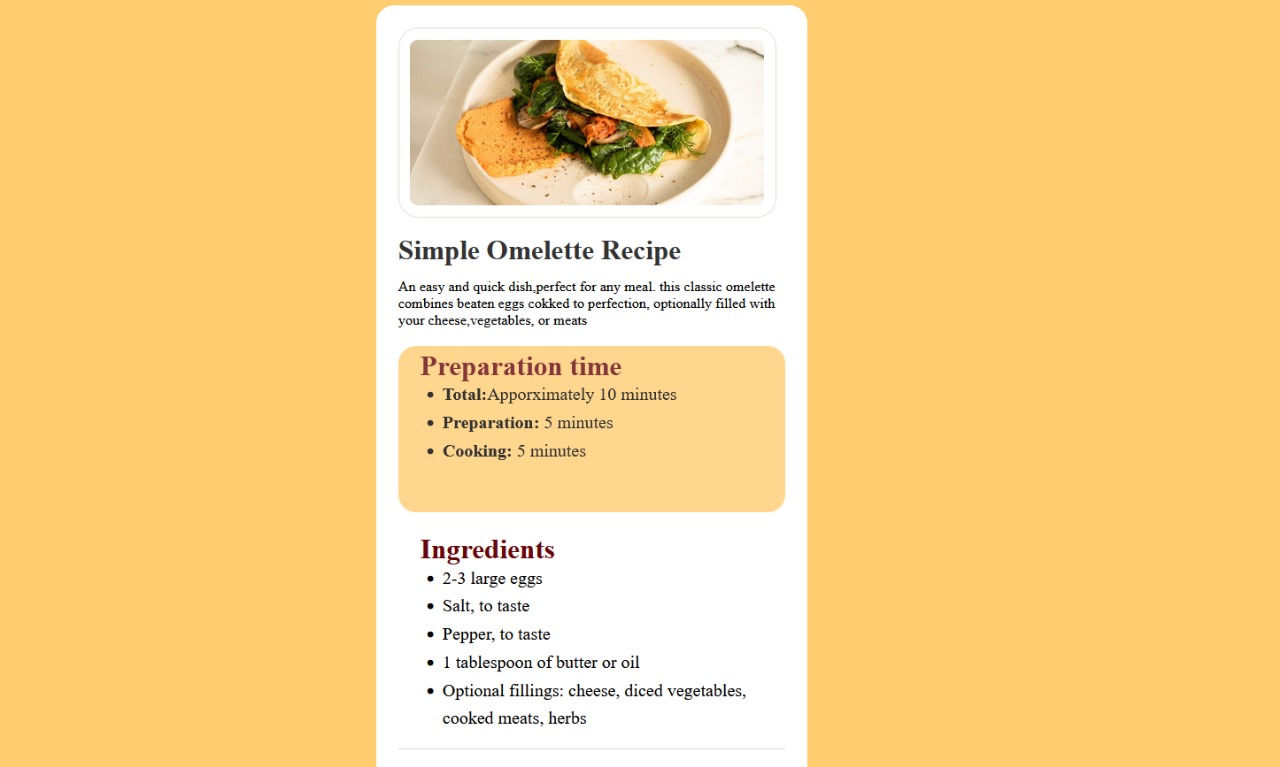 Simple Omelette Recipe
An easy and quick dish,perfect for any meal. this classic omelette
combines beaten eggs cokked to perfection, optionally filled with
your cheese,vegetables, or meats
Preparation time
• Total:Apporximately 10 minutes
• Preparation: 5 minutes
• Cooking: 5 minutes
Ingredients
• 2-3 large eggs
• Salt, to taste
• Pepper, to taste
• 1 tablespoon of butter or oil
• Optional fillings: cheese, diced vegetables,
cooked meats, herbs